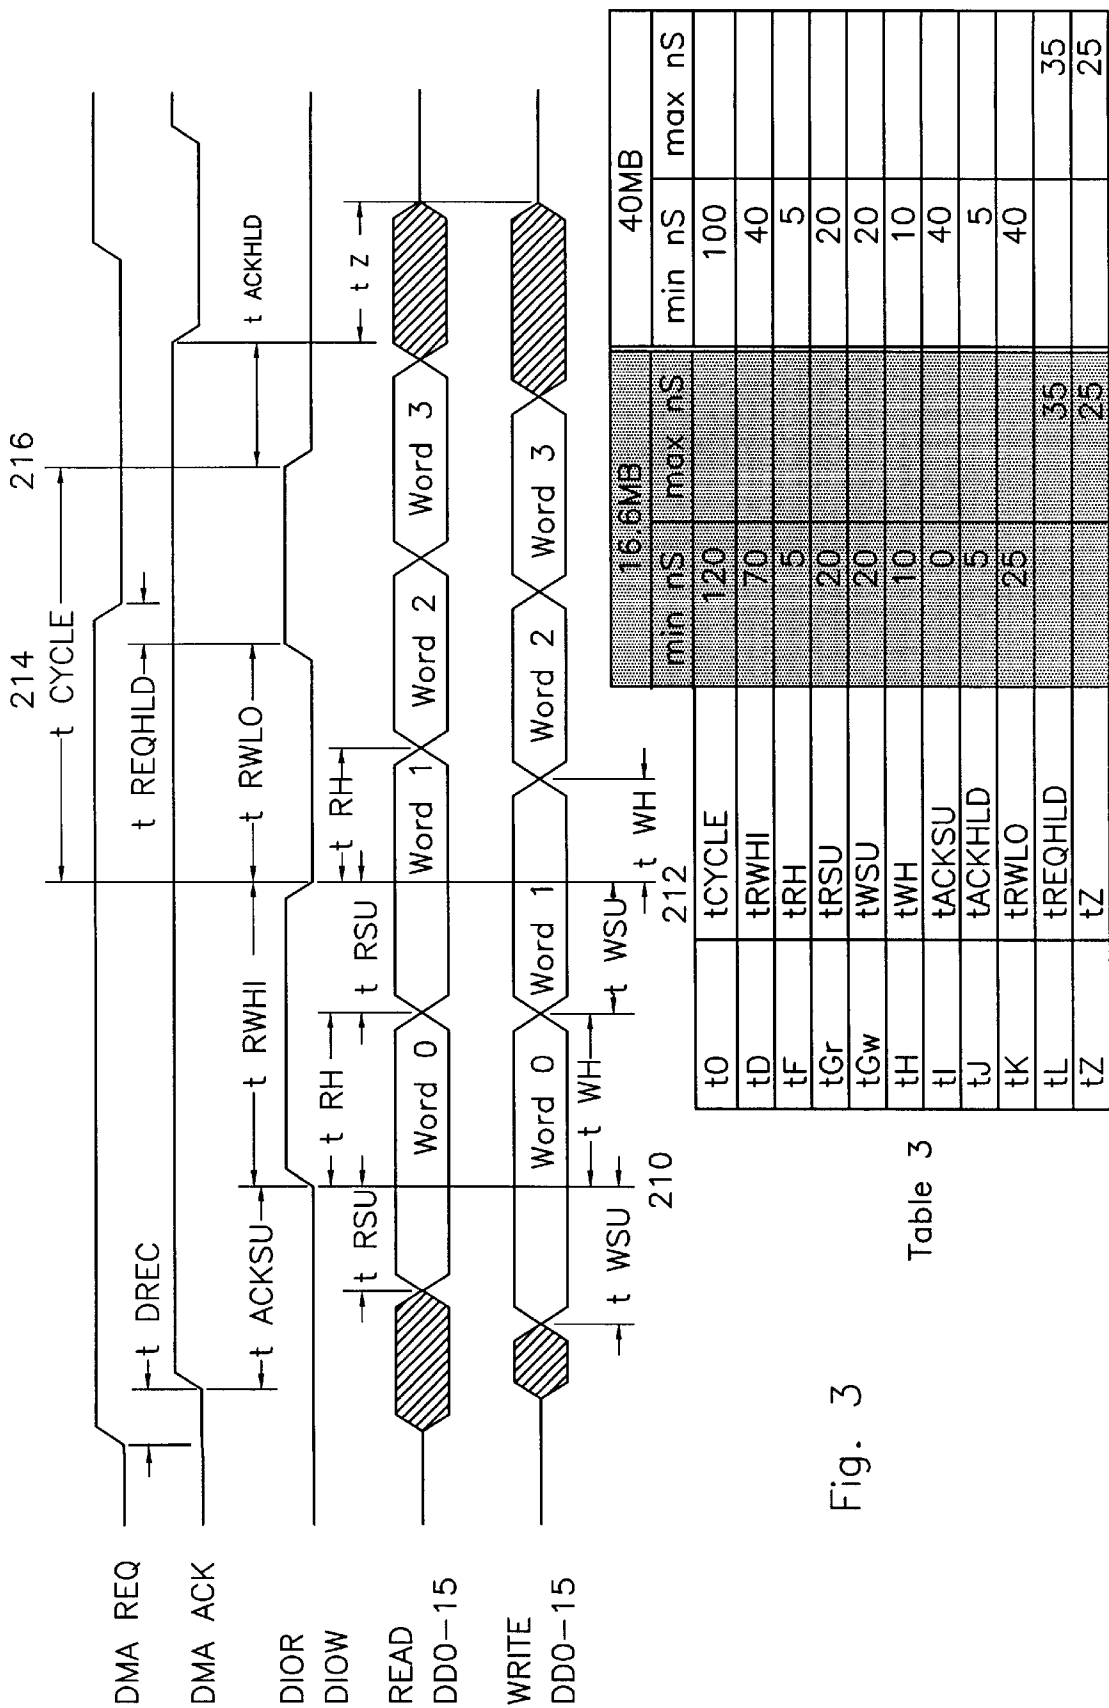 214
216
t CYCLE
DMA REQ
t DREC
t REQHLD
DMA ACK
t ACKSU
t RWHI
t RWLO
t ACKHLD
DIOR
DIOW
t RH
t RH
t RSU
t RSU
t Z
READ
DD0-15
Word 0
Word 1
Word 2
Word 3
WRITE
DD0-15
Word 0
Word 1
Word 2
Word 3
t WH
t WH
t WSU
t WSU
210
212
16.6MB 40MB
min nS max nS min nS max nS
tO tCYCLE 120 100
tD tRWHI 70 40
tF tRH 5 5
tGr tRSU 20 20
tGw tWSU 20 20
tH tWH 10 10
tI tACKSU 0 40
tJ tACKHLD 5 5
tK tRWLO 25 40
tL tREQHLD 35 35
tZ tZ 25 25
Table 3
Fig. 3